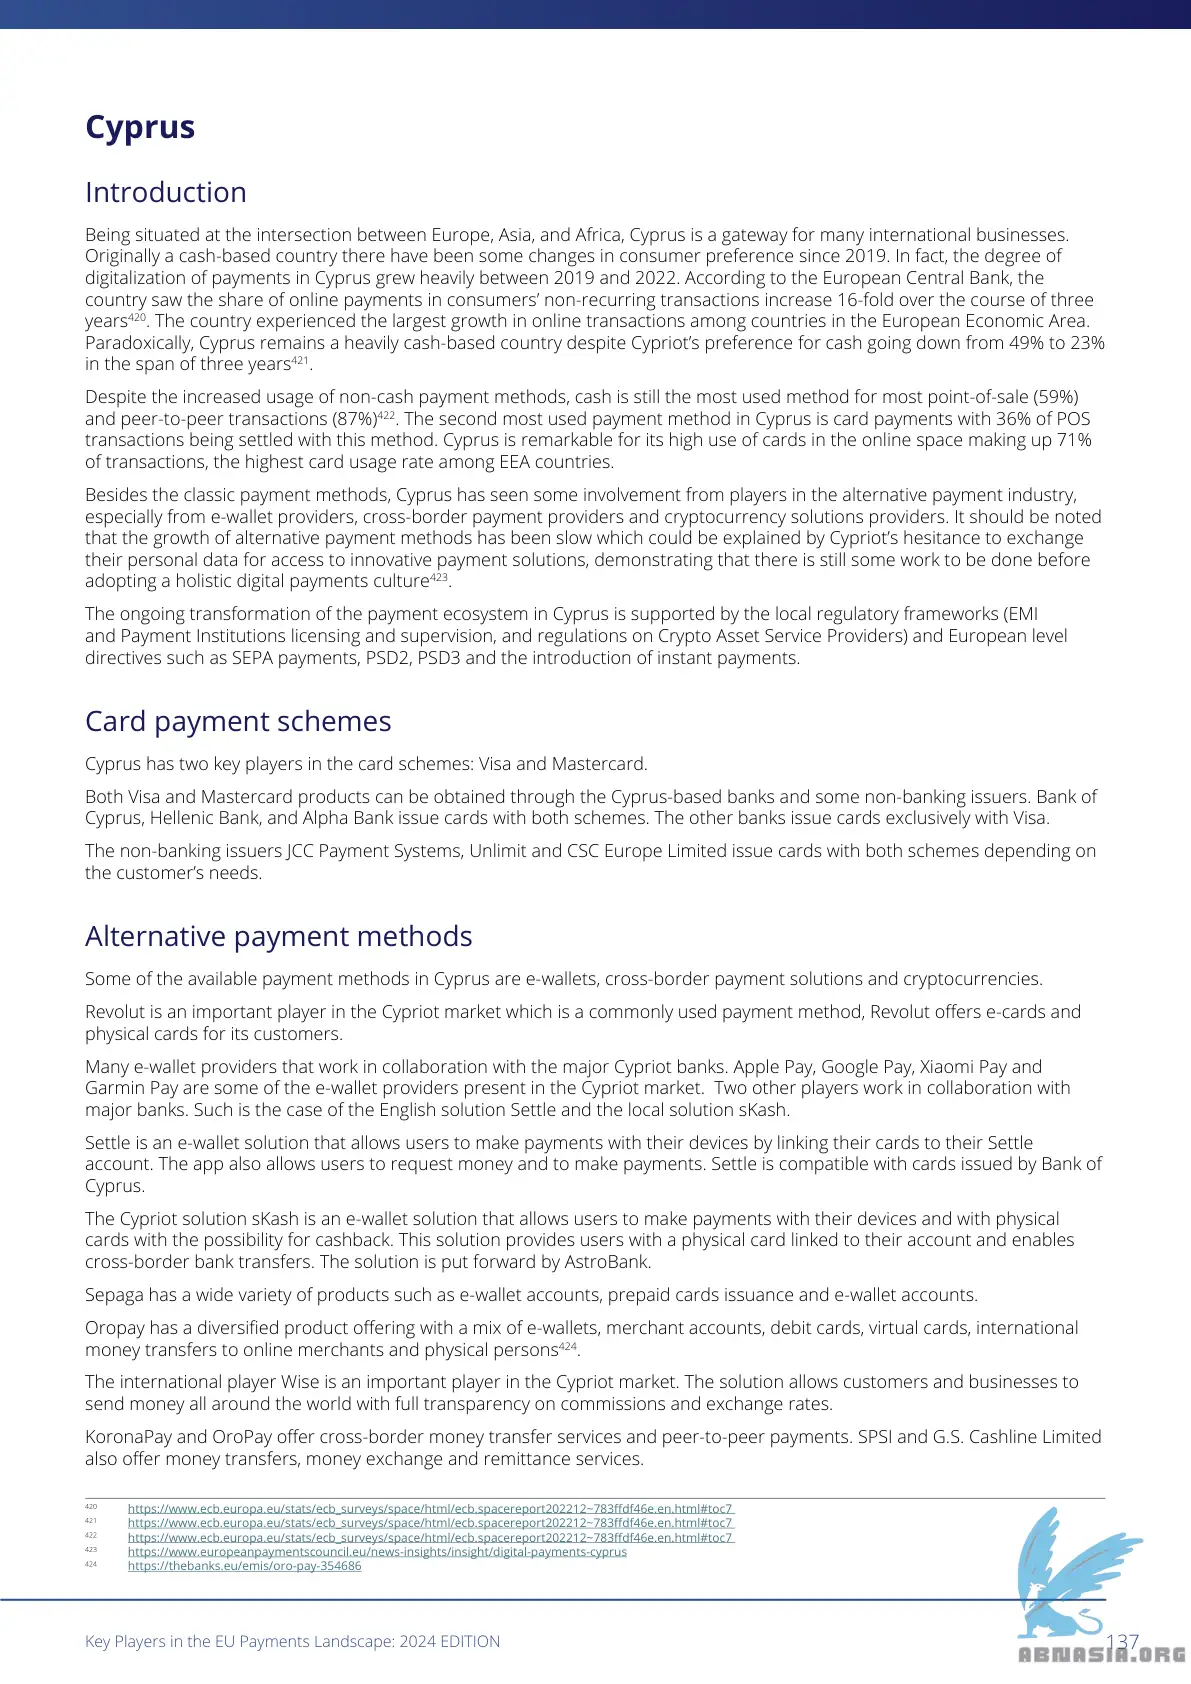 Cyprus
Introduction
Being situated at the intersection between Europe, Asia, and Africa, Cyprus is a gateway for many international businesses.
Originally a cash-based country there have been some changes in consumer preference since 2019. In fact, the degree of
digitalization of payments in Cyprus grew heavily between 2019 and 2022. According to the European Central Bank, the
country saw the share of online payments in consumers’ non-recurring transactions increase 16-fold over the course of three
years420. The country experienced the largest growth in online transactions among countries in the European Economic Area.
Paradoxically, Cyprus remains a heavily cash-based country despite Cypriot’s preference for cash going down from 49% to 23%
in the span of three years421.
Despite the increased usage of non-cash payment methods, cash is still the most used method for most point-of-sale (59%)
and peer-to-peer transactions (87%)422. The second most used payment method in Cyprus is card payments with 36% of POS
transactions being settled with this method. Cyprus is remarkable for its high use of cards in the online space making up 71%
of transactions, the highest card usage rate among EEA countries.
Besides the classic payment methods, Cyprus has seen some involvement from players in the alternative payment industry,
especially from e-wallet providers, cross-border payment providers and cryptocurrency solutions providers. It should be noted
that the growth of alternative payment methods has been slow which could be explained by Cypriot’s hesitance to exchange
their personal data for access to innovative payment solutions, demonstrating that there is still some work to be done before
adopting a holistic digital payments culture423.
The ongoing transformation of the payment ecosystem in Cyprus is supported by the local regulatory frameworks (EMI
and Payment Institutions licensing and supervision, and regulations on Crypto Asset Service Providers) and European level
directives such as SEPA payments, PSD2, PSD3 and the introduction of instant payments.
Card payment schemes
Cyprus has two key players in the card schemes: Visa and Mastercard.
Both Visa and Mastercard products can be obtained through the Cyprus-based banks and some non-banking issuers. Bank of
Cyprus, Hellenic Bank, and Alpha Bank issue cards with both schemes. The other banks issue cards exclusively with Visa.
The non-banking issuers JCC Payment Systems, Unlimit and CSC Europe Limited issue cards with both schemes depending on
the customer’s needs.
Alternative payment methods
Some of the available payment methods in Cyprus are e-wallets, cross-border payment solutions and cryptocurrencies.
Revolut is an important player in the Cypriot market which is a commonly used payment method, Revolut offers e-cards and
physical cards for its customers.
Many e-wallet providers that work in collaboration with the major Cypriot banks. Apple Pay, Google Pay, Xiaomi Pay and
Garmin Pay are some of the e-wallet providers present in the Cypriot market.  Two other players work in collaboration with
major banks. Such is the case of the English solution Settle and the local solution sKash.
Settle is an e-wallet solution that allows users to make payments with their devices by linking their cards to their Settle
account. The app also allows users to request money and to make payments. Settle is compatible with cards issued by Bank of
Cyprus.
The Cypriot solution sKash is an e-wallet solution that allows users to make payments with their devices and with physical
cards with the possibility for cashback. This solution provides users with a physical card linked to their account and enables
cross-border bank transfers. The solution is put forward by AstroBank.
Sepaga has a wide variety of products such as e-wallet accounts, prepaid cards issuance and e-wallet accounts.
Oropay has a diversified product offering with a mix of e-wallets, merchant accounts, debit cards, virtual cards, international
money transfers to online merchants and physical persons424.
The international player Wise is an important player in the Cypriot market. The solution allows customers and businesses to
send money all around the world with full transparency on commissions and exchange rates.
KoronaPay and OroPay offer cross-border money transfer services and peer-to-peer payments. SPSI and G.S. Cashline Limited
also offer money transfers, money exchange and remittance services.
420 https://www.ecb.europa.eu/stats/ecb_surveys/space/html/ecb.spacereport202212~783ffdf46e.en.html#toc7
421 https://www.ecb.europa.eu/stats/ecb_surveys/space/html/ecb.spacereport202212~783ffdf46e.en.html#toc7
422 https://www.ecb.europa.eu/stats/ecb_surveys/space/html/ecb.spacereport202212~783ffdf46e.en.html#toc7
423 https://www.europeanpaymentscouncil.eu/news-insights/insight/digital-payments-cyprus
424 https://thebanks.eu/emis/oro-pay-354686
Key Players in the EU Payments Landscape: 2024 EDITION
137
ABNASIA.ORG